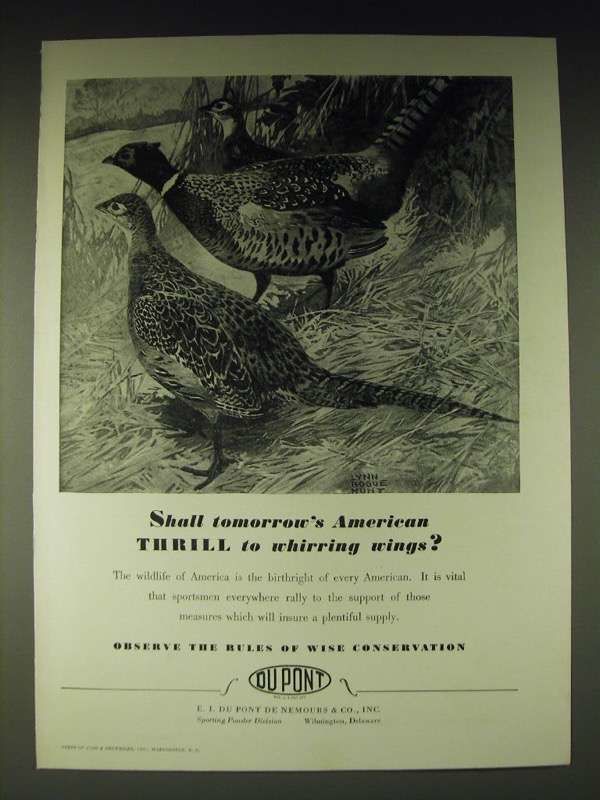 LYNN
BOGUE
HUNT
Shall tomorrow's American
THRILL to whirring wings?
The wildlife of America is the birthright of every American. It is vital
that sportsmen everywhere rally to the support of those
measures which will insure a plentiful supply.
OBSERVE THE RULES OF WISE CONSERVATION
DU PONT
E. I. DU PONT DE NEMOURS & CO., INC.
Sporting Powder Division Wilmington, Delaware